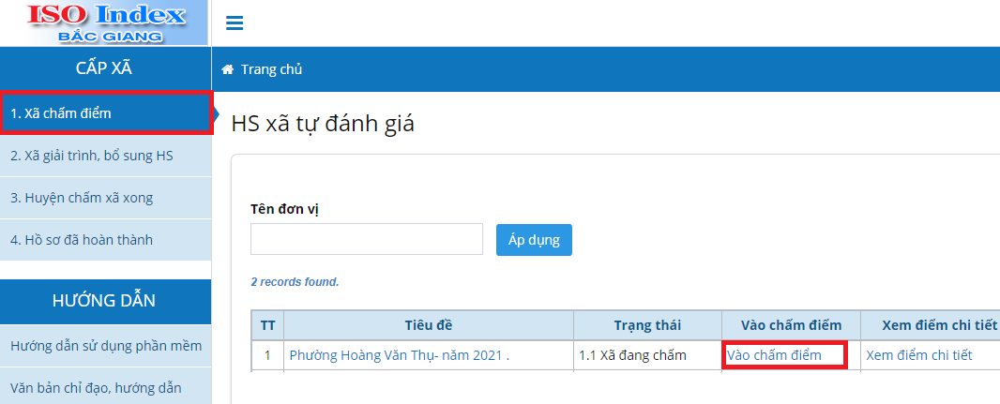 ISO Index
BẮC GIANG
CẤP XÃ
Trang chủ
1. Xã chấm điểm
2. Xã giải trình, bổ sung HS
3. Huyện chấm xã xong
4. Hồ sơ đã hoàn thành
HƯỚNG DẪN
Hướng dẫn sử dụng phần mềm
Văn bản chỉ đạo, hướng dẫn
HS xã tự đánh giá
Tên đơn vị
Áp dụng
2 records found.
TT Tiêu đề Trạng thái Vào chấm điểm Xem điểm chi tiết
1 Phường Hoàng Văn Thụ- năm 2021 . 1.1 Xã đang chấm Vào chấm điểm Xem điểm chi tiết